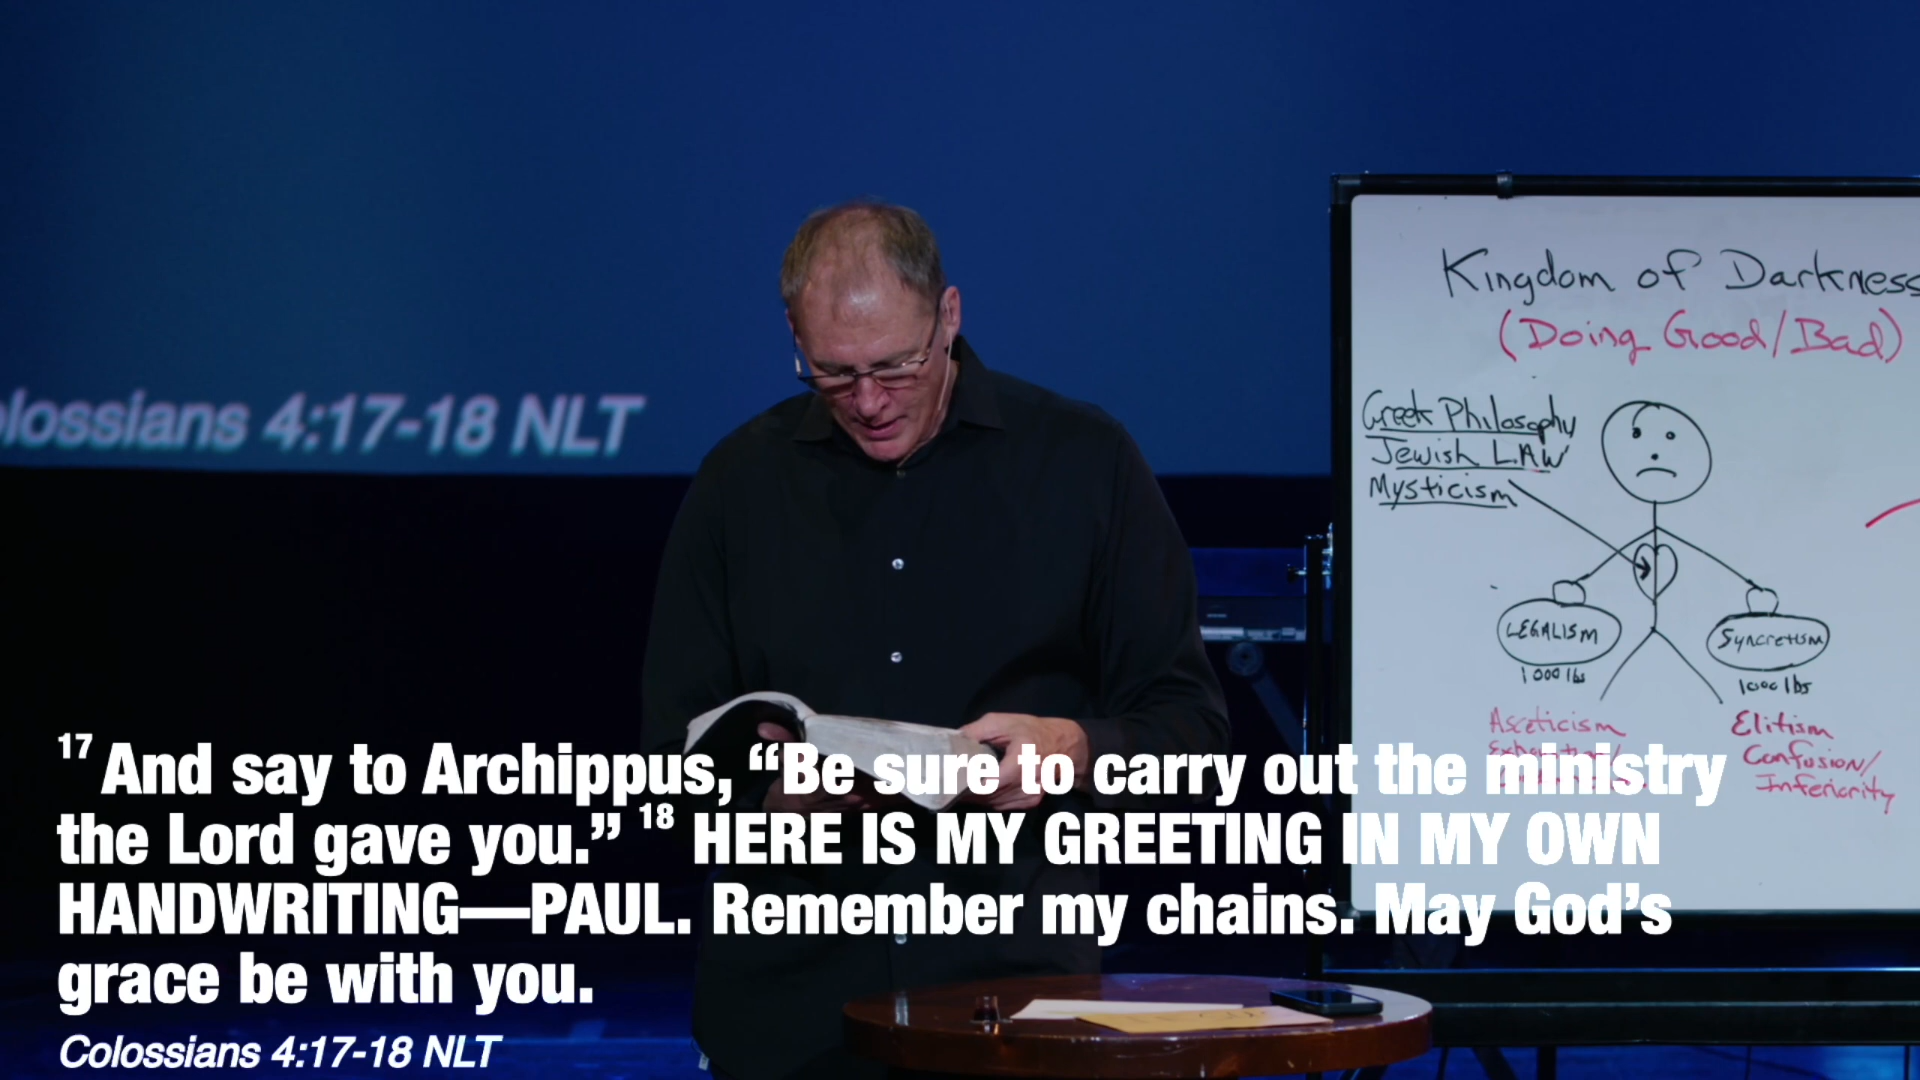 olossians 4:17-18 NLT
Kingdom of Darkness
(Doing Good/Bad)
Greek Philosophy
Jewish LAW
Mysticism
LEGALISM
1000 lbs
Syncretism
1000 lbs
Asceticism
Elitism
Confusion/
Inferiority
17 And say to Archippus, “Be sure to carry out the ministry
the Lord gave you.” 18 HERE IS MY GREETING IN MY OWN
HANDWRITING—PAUL. Remember my chains. May God’s
grace be with you.
Colossians 4:17-18 NLT